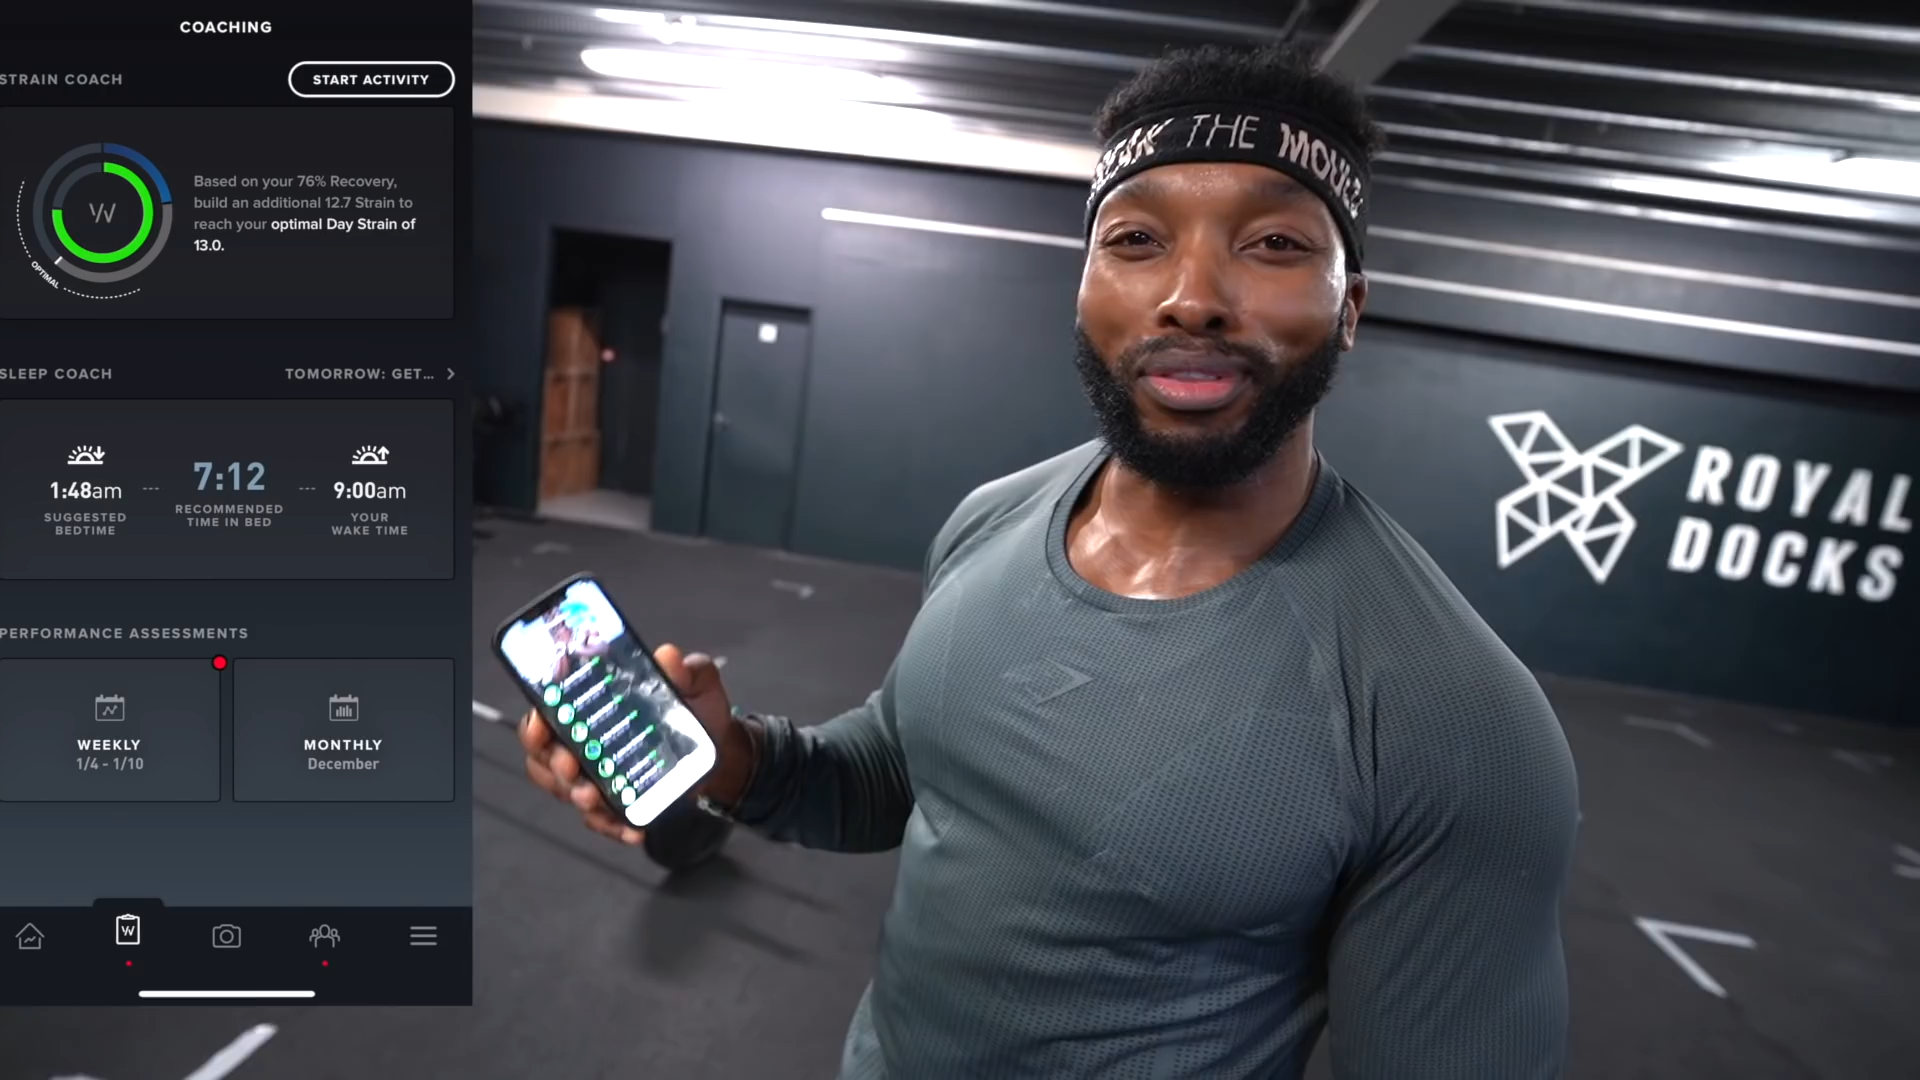 COACHING
STRAIN COACH
START ACTIVITY
Based on your 76% Recovery,
build an additional 12.7 Strain to
reach your optimal Day Strain of
13.0.
OPTIMAL
SLEEP COACH
TOMORROW: GET...
1:48am
SUGGESTED
BEDTIME
7:12
RECOMMENDED
TIME IN BED
9:00am
YOUR
WAKE TIME
PERFORMANCE ASSESSMENTS
WEEKLY
1/4 - 1/10
MONTHLY
December
THE MOULD
ROYAL
DOCKS